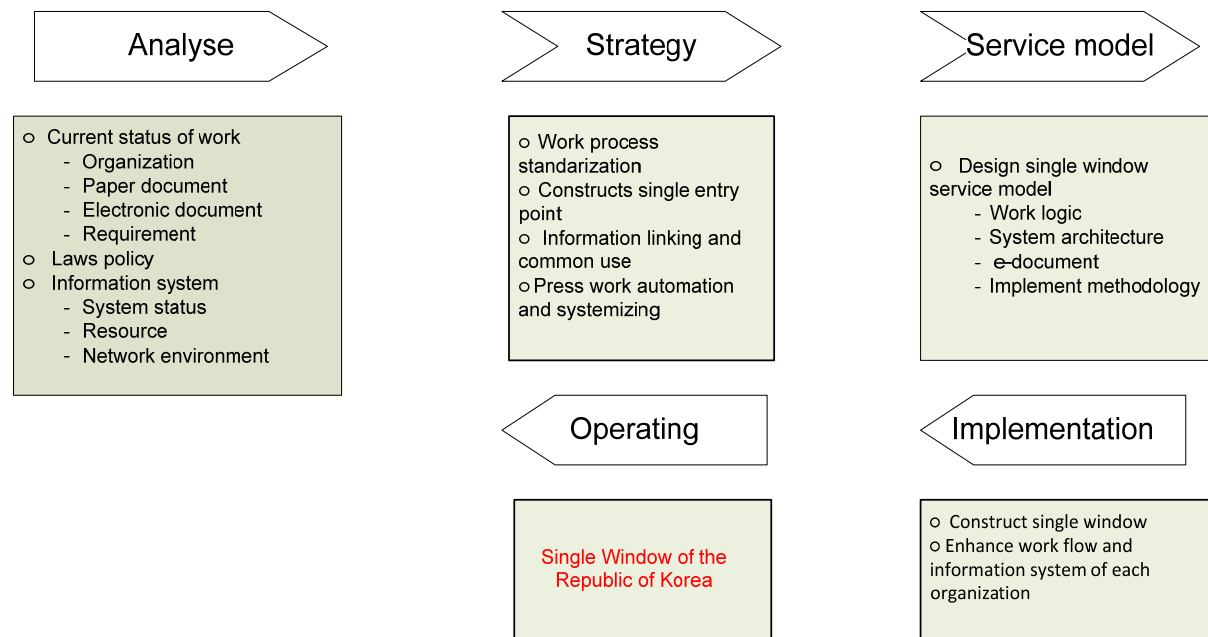 Analyse
o Current status of work
- Organization
- Paper document
- Electronic document
- Requirement
o Laws policy
o Information system
- System status
- Resource
- Network environment
Strategy
o Work process
standarization
o Constructs single entry
point
o Information linking and
common use
o Press work automation
and systemizing
Service model
o Design single window
service model
- Work logic
- System architecture
- e-document
- Implement methodology
Implementation
o Construct single window
o Enhance work flow and
information system of each
organization
Operating
Single Window of the
Republic of Korea